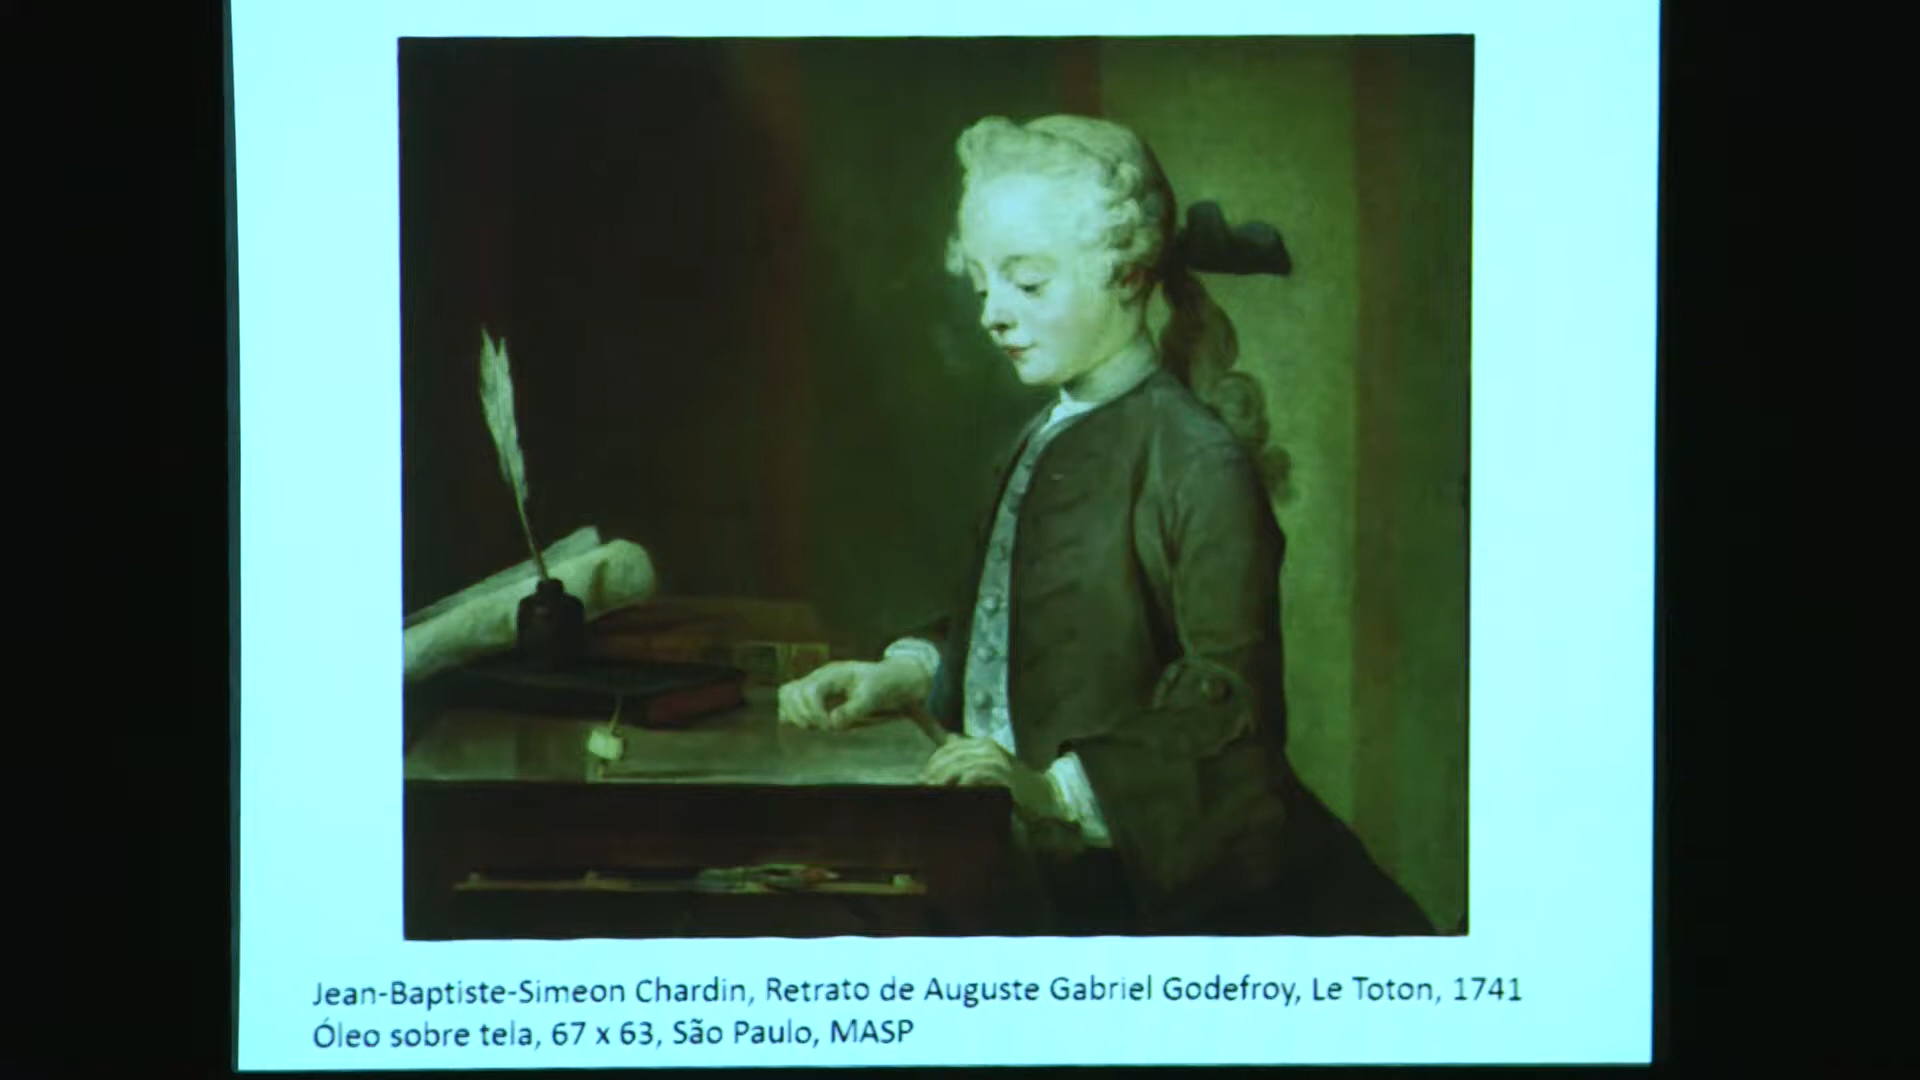 Jean-Baptiste-Simeon Chardin, Retrato de Auguste Gabriel Godefroy, Le Toton, 1741
Óleo sobre tela, 67 x 63, São Paulo, MASP